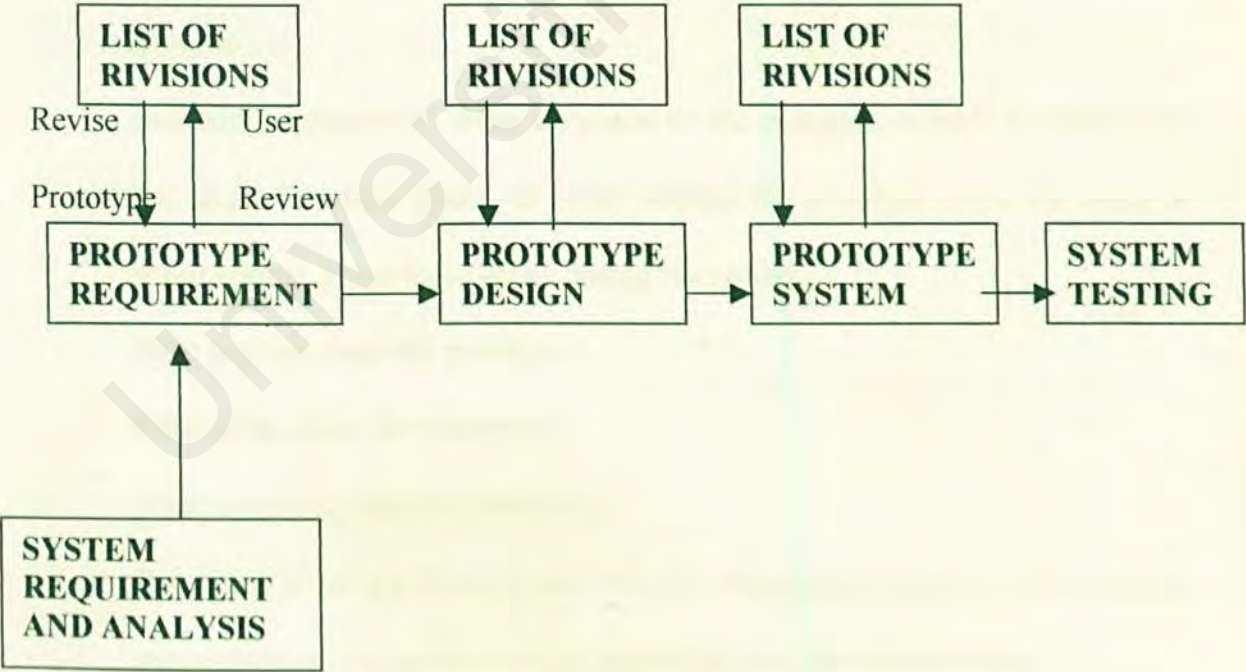 LIST OF
RIVISIONS
LIST OF
RIVISIONS
LIST OF
RIVISIONS
Revise
User
Prototype
Review
PROTOTYPE
REQUIREMENT
PROTOTYPE
DESIGN
PROTOTYPE
SYSTEM
SYSTEM
TESTING
SYSTEM
REQUIREMENT
AND ANALYSIS
Universiti